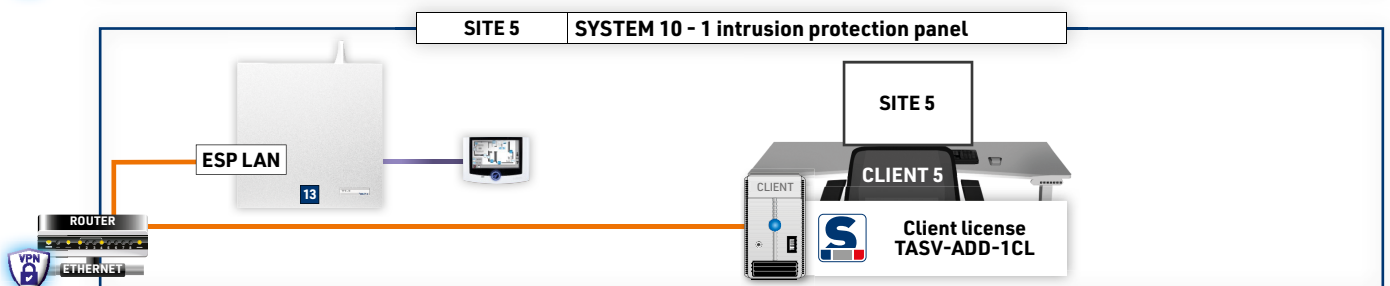 SITE 5
SYSTEM 10 - 1 intrusion protection panel
SITE 5
ESP LAN
13
CLIENT 5
CLIENT
ROUTER
Client license
TASV-ADD-1CL
VPN
ETHERNET